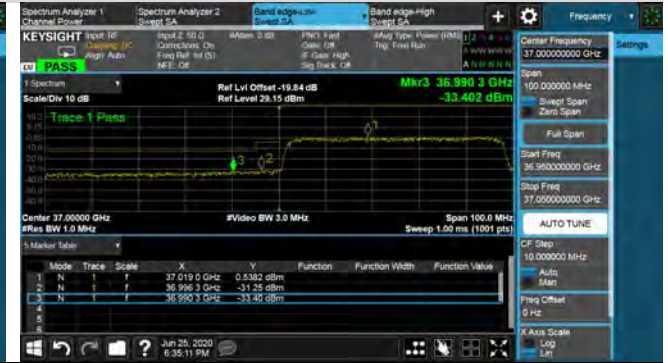 Spectrum Analyzer 1
Channel Power
Spectrum Analyzer 2
Swept SA
Band edge-Low
Swept SA
Band edge-High
Swept SA
Frequency
KEYSIGHT
Input: RF
Coupling: DC
Align: Auto
Input Z: 50 Ω
Corrections: On
Freq Ref: Int (S)
NFE: Off
#Atten: 0 dB
PNO: Fast
Gate: Off
IF Gain: High
Sig Track: Off
#Avg Type: Power (RMS)
Trig: Free Run
LXI
PASS
1 Spectrum
Scale/Div 10 dB
Ref Lvl Offset -19.84 dB
Ref Level 29.15 dBm
Mkr3 36.990 3 GHz
-33.402 dBm
Trace 1 Pass
1
2
3
Center 37.00000 GHz
#Res BW 1.0 MHz
#Video BW 3.0 MHz
Span 100.0 MHz
Sweep 1.00 ms (1001 pts)
5 Marker Table
Mode Trace Scale X Y Function Function Width Function Value
1 N 1 f 37.019 0 GHz 0.5382 dBm
2 N 1 f 36.996 3 GHz -31.25 dBm
3 N 1 f 36.990 3 GHz -33.40 dBm
4
5
6
Jun 25, 2020
6:35:11 PM
Center Frequency
37.000000000 GHz
Settings
Span
100.000000 MHz
Swept Span
Zero Span
Full Span
Start Freq
36.950000000 GHz
Stop Freq
37.050000000 GHz
AUTO TUNE
CF Step
10.000000 MHz
Auto
Man
Freq Offset
0 Hz
X Axis Scale
Log
Lin